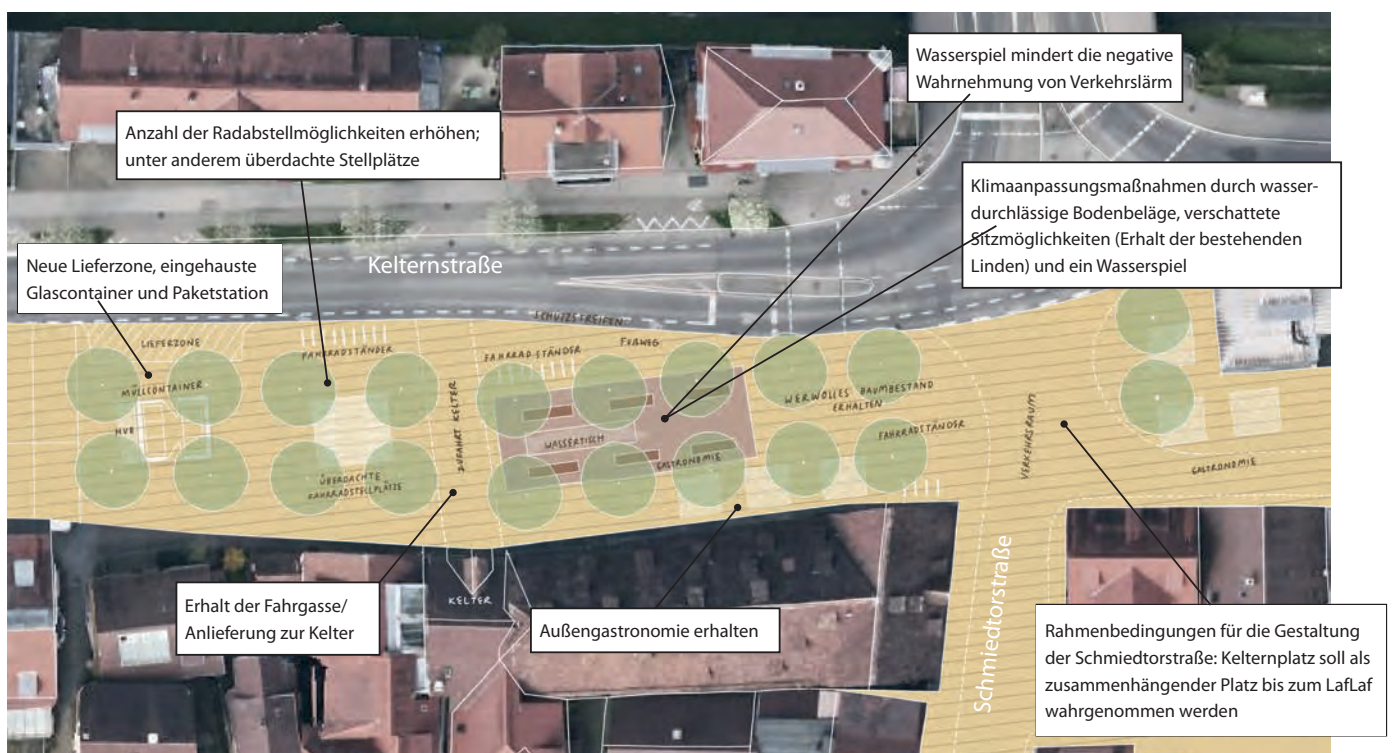 Wasserspiel mindert die negative
Wahrnehmung von Verkehrslärm
Anzahl der Radabstellmöglichkeiten erhöhen;
unter anderem überdachte Stellplätze
Klimaanpassungsmaßnahmen durch wasser-
durchlässige Bodenbeläge, verschattete
Sitzmöglichkeiten (Erhalt der bestehenden
Linden) und ein Wasserspiel
Neue Lieferzone, eingehauste
Glascontainer und Paketstation
Kelternstraße
SCHUTZSTREIFEN
LIEFERZONE
FAHRRADSTÄNDER
FAHRRADSTÄNDER
FUßWEG
MÜLLCONTAINER
HUB
ZUFAHRT KELTER
WERWOLLES BAUMBESTAND
ERHALTEN
FAHRRADSTÄNDER
WASSERTISCH
GASTRONOMIE
VERKEHRSRAUM
GASTRONOMIE
ÜBERDACHTE
FAHRRADSTELLPLÄTZE
KELTER
Schmiedtorstraße
Erhalt der Fahrgasse/
Anlieferung zur Kelter
Außengastronomie erhalten
Rahmenbedingungen für die Gestaltung
der Schmiedtorstraße: Kelternplatz soll als
zusammenhängender Platz bis zum LafLaf
wahrgenommen werden